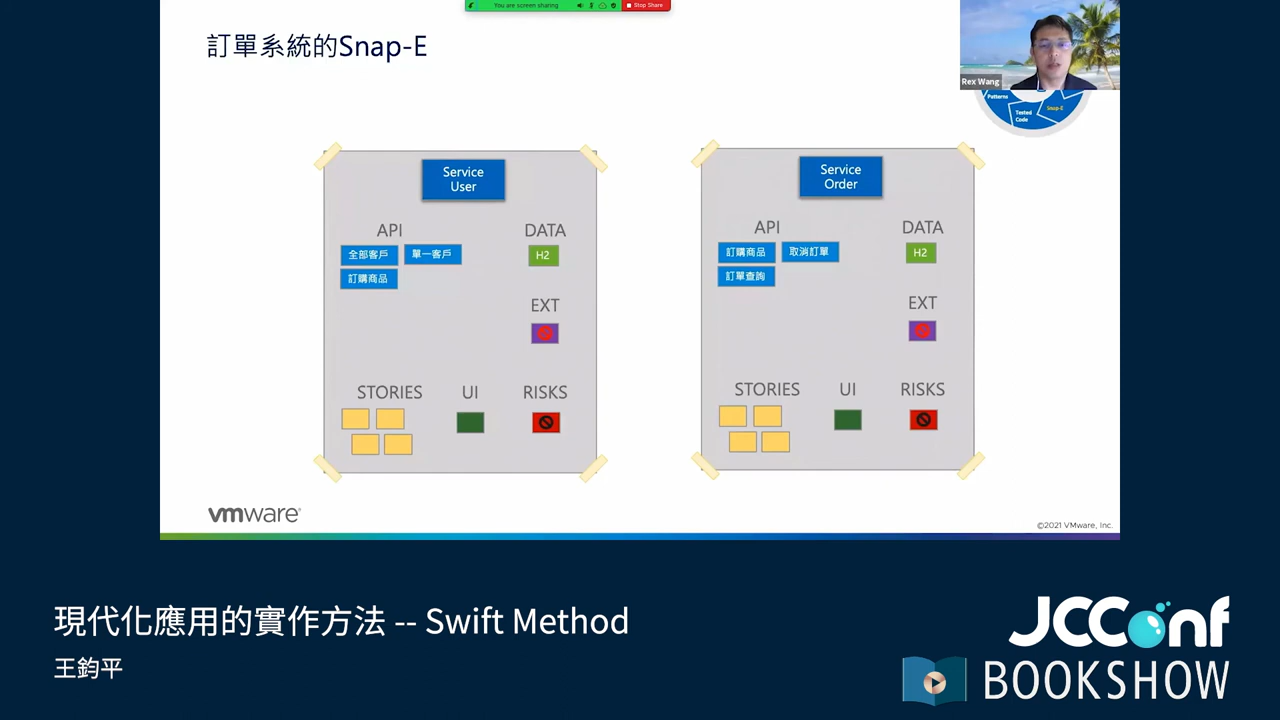 You are screen sharing
Stop Share
訂單系統的Snap-E
Rex Wang
Patterns
Tested
Code
Snap-E
Service
User
API
DATA
全部客戶
單一客戶
H2
訂購商品
EXT
STORIES
UI
RISKS
Service
Order
API
DATA
訂購商品
取消訂單
H2
訂單查詢
EXT
STORIES
UI
RISKS
vmware
©2021 VMware, Inc.
現代化應用的實作方法 -- Swift Method
王鈞平
JCConf
BOOKSHOW